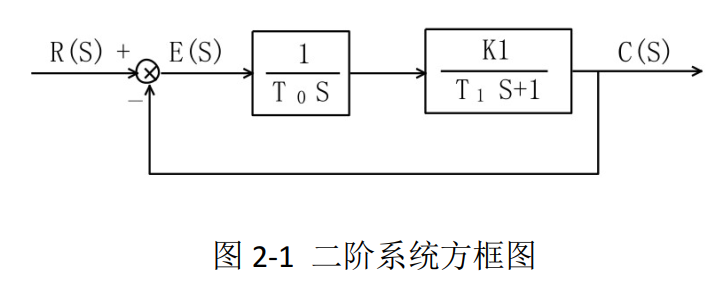 R(S) + E(S) 1 K1 C(S)
T₀S T₁ S+1
−
图 2-1 二阶系统方框图